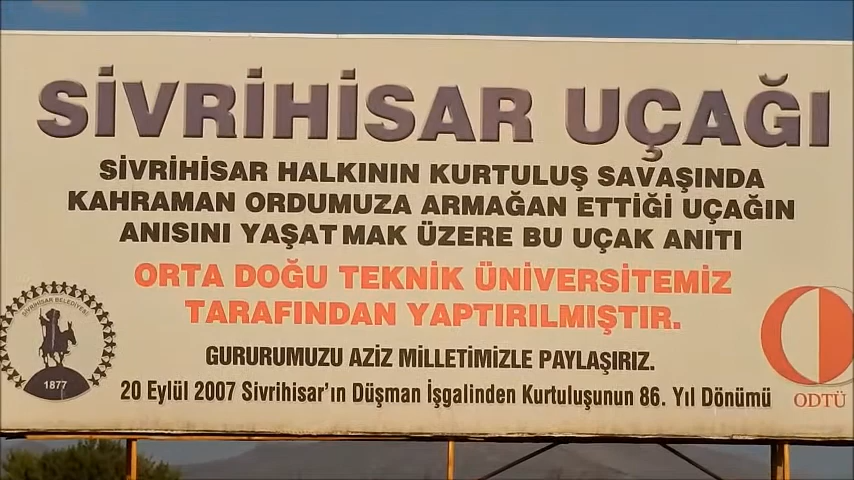 SİVRİHİSAR UÇAĞI
SİVRİHİSAR HALKININ KURTULUŞ SAVAŞINDA
KAHRAMAN ORDUMUZA ARMAĞAN ETTİĞİ UÇAĞIN
ANISINI YAŞATMAK ÜZERE BU UÇAK ANITI
ORTA DOĞU TEKNİK ÜNİVERSİTEMİZ
TARAFINDAN YAPTIRILMIŞTIR.
GURURUMUZU AZİZ MİLLETİMİZLE PAYLAŞIRIZ.
20 Eylül 2007 Sivrihisar'ın Düşman İşgalinden Kurtuluşunun 86. Yıl Dönümü
SİVRİHİSAR BELEDİYESİ
1877
ODTÜ